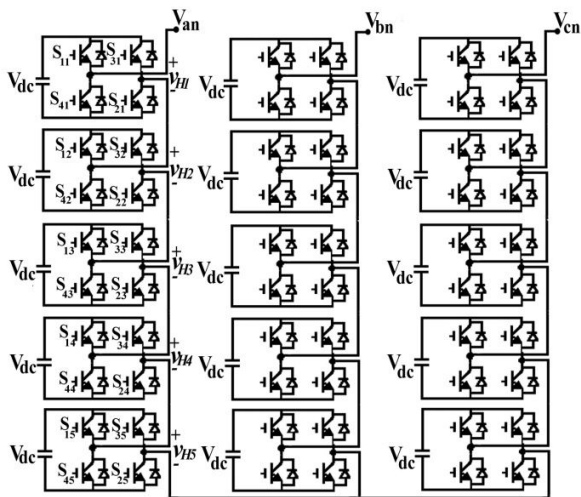 Van Vbn Vcn
S11 S31 + vH1 -
Vdc Vdc Vdc
S41 S21
S12 S32 + vH2 -
Vdc Vdc Vdc
S42 S22
S13 S33 + vH3 -
Vdc Vdc Vdc
S43 S23
S14 S34 + vH4 -
Vdc Vdc Vdc
S44 S24
S15 S35 + vH5 -
Vdc Vdc Vdc
S45 S25